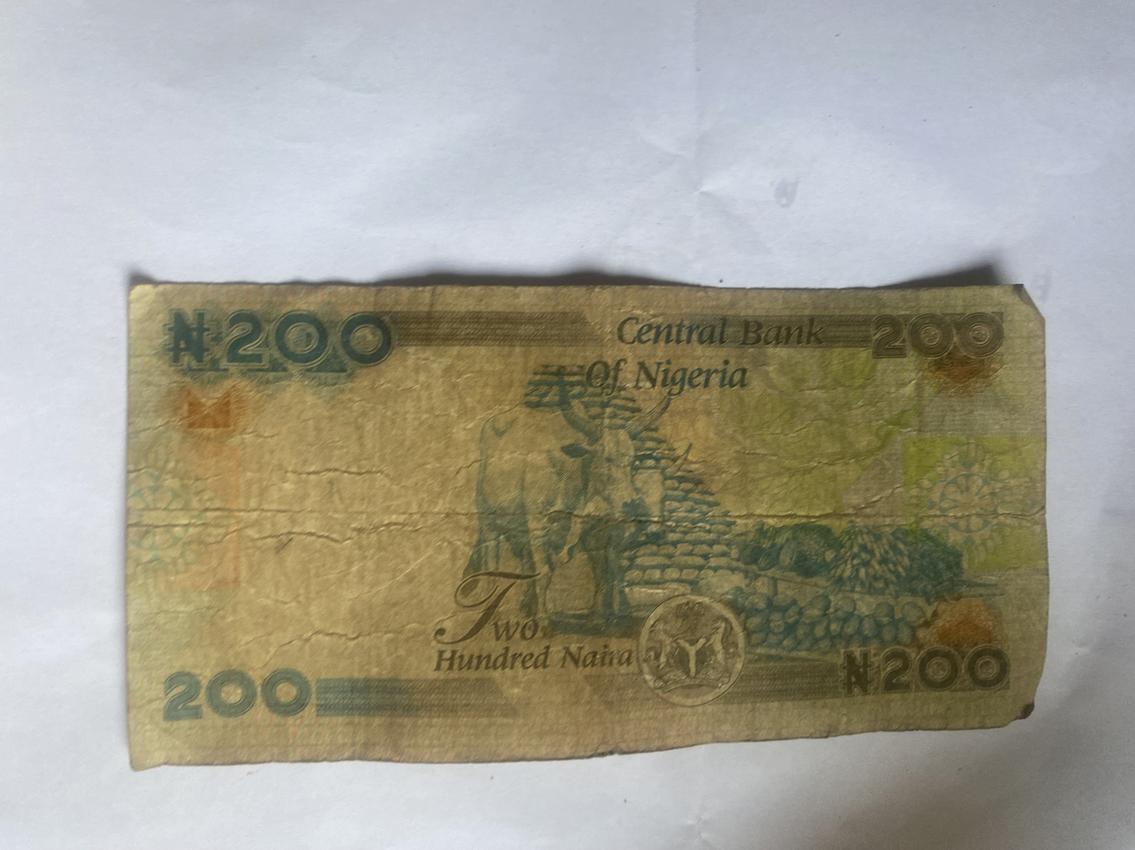 ₦200
Central Bank
200
Of Nigeria
Two
Hundred Naira
200
₦200